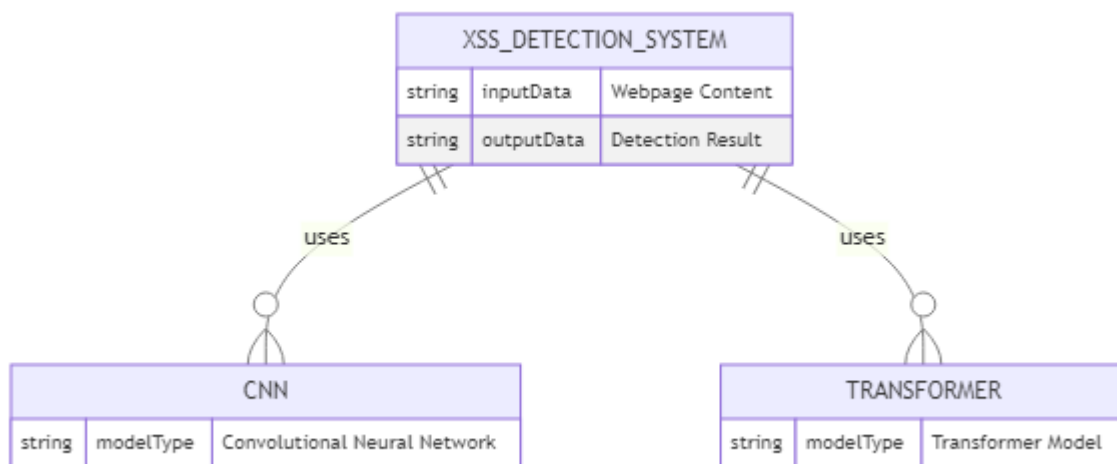 XSS_DETECTION_SYSTEM
string inputData Webpage Content
string outputData Detection Result
uses uses
CNN TRANSFORMER
string modelType Convolutional Neural Network string modelType Transformer Model